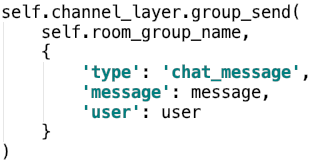 self.channel_layer.group_send(
    self.room_group_name,
    {
        'type': 'chat_message',
        'message': message,
        'user': user
    }
)